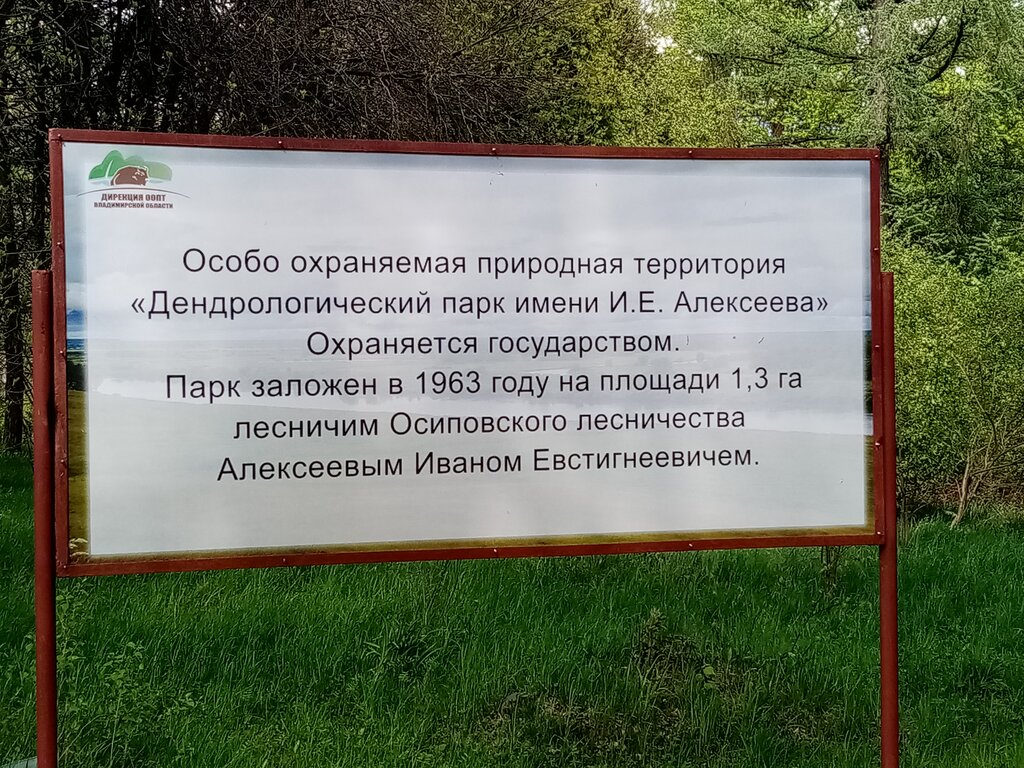 ДИРЕКЦИЯ ООПТ
ВЛАДИМИРСКОЙ ОБЛАСТИ
Особо охраняемая природная территория
«Дендрологический парк имени И.Е. Алексеева»
Охраняется государством.
Парк заложен в 1963 году на площади 1,3 га
лесничим Осиповского лесничества
Алексеевым Иваном Евстигнеевичем.